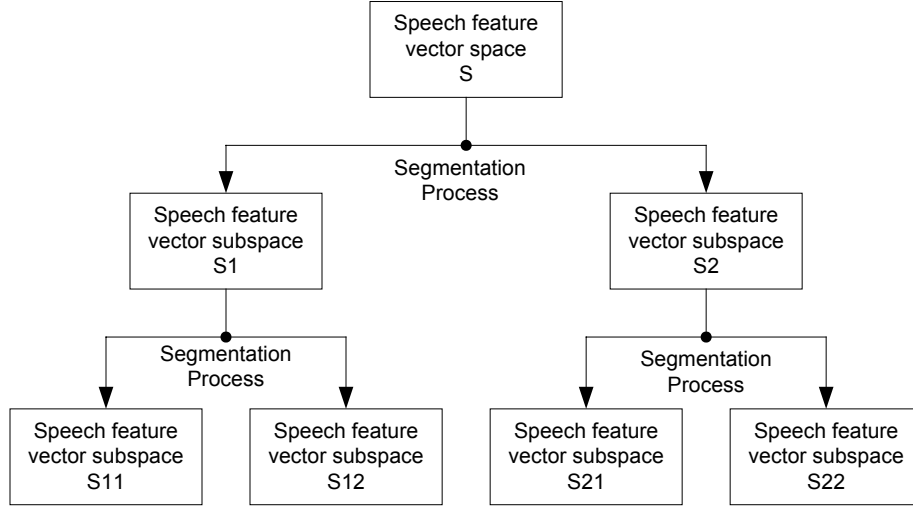 Speech feature
vector space
S
Segmentation
Process
Speech feature
vector subspace
S1
Speech feature
vector subspace
S2
Segmentation
Process
Segmentation
Process
Speech feature
vector subspace
S11
Speech feature
vector subspace
S12
Speech feature
vector subspace
S21
Speech feature
vector subspace
S22